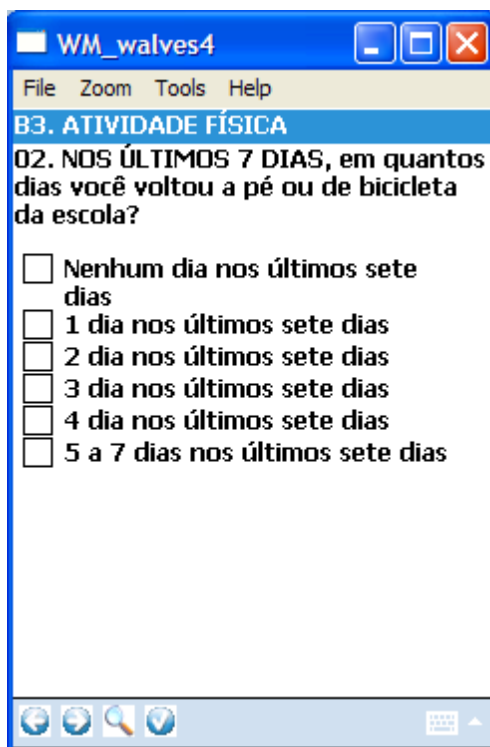 WM_walves4
File Zoom Tools Help
B3. ATIVIDADE FÍSICA
02. NOS ÚLTIMOS 7 DIAS, em quantos
dias você voltou a pé ou de bicicleta
da escola?
Nenhum dia nos últimos sete
dias
1 dia nos últimos sete dias
2 dia nos últimos sete dias
3 dia nos últimos sete dias
4 dia nos últimos sete dias
5 a 7 dias nos últimos sete dias